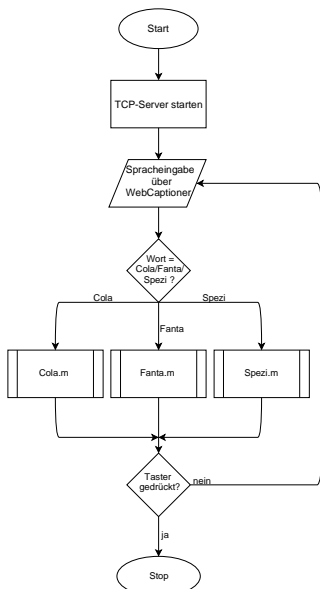 Start
TCP-Server starten
Spracheingabe
über
WebCaptioner
Wort =
Cola/Fanta/
Spezi ?
Cola
Spezi
Fanta
Cola.m
Fanta.m
Spezi.m
Taster
gedrückt?
nein
ja
Stop